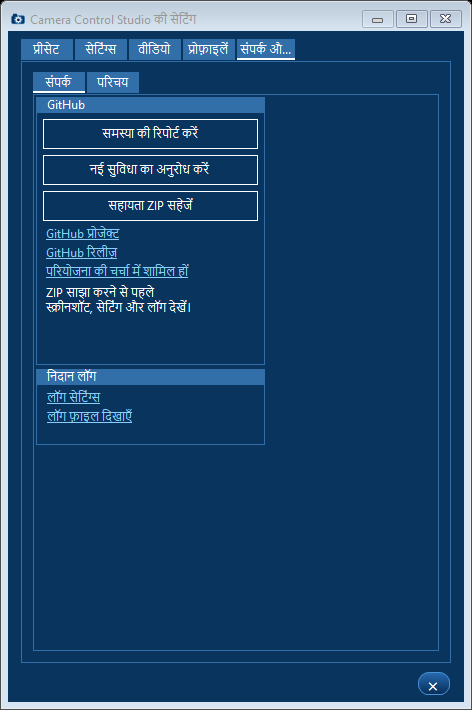 Camera Control Studio की सेटिंग
प्रीसेट सेटिंग्स वीडियो प्रोफ़ाइलें संपर्क औ...
संपर्क परिचय
GitHub
समस्या की रिपोर्ट करें
नई सुविधा का अनुरोध करें
सहायता ZIP सहेजें
GitHub प्रोजेक्ट
GitHub रिलीज़
परियोजना की चर्चा में शामिल हों
ZIP साझा करने से पहले
स्क्रीनशॉट, सेटिंग और लॉग देखें।
निदान लॉग
लॉग सेटिंग्स
लॉग फ़ाइल दिखाएँ